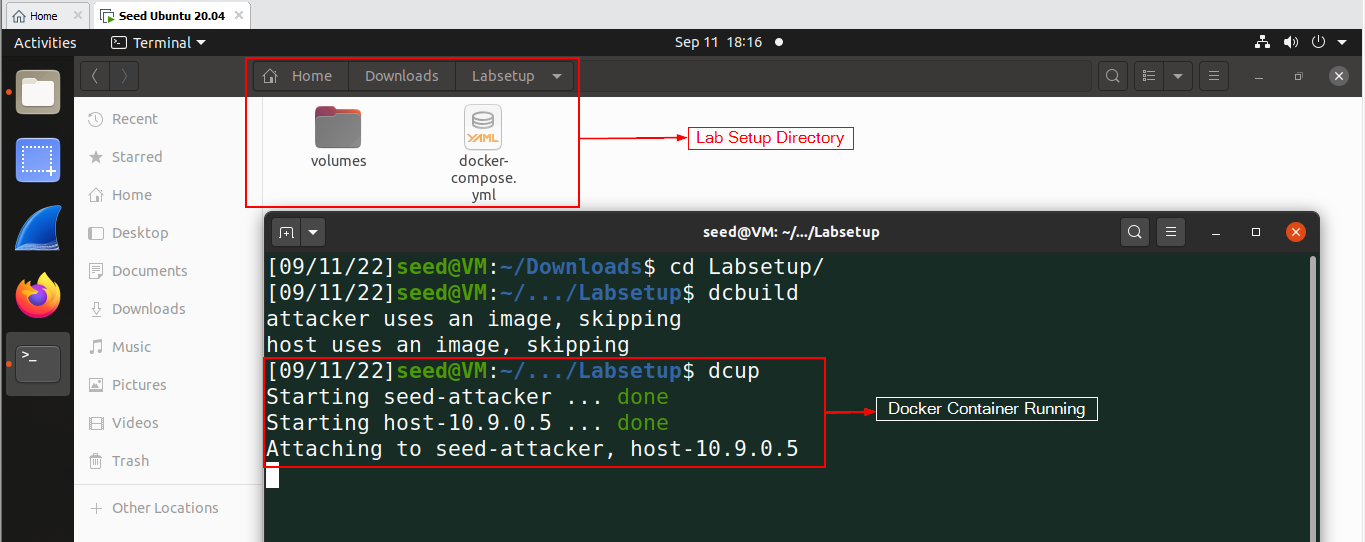 Home
Seed Ubuntu 20.04
Activities
Terminal
Sep 11 18:16
Home
Downloads
Labsetup
Recent
Starred
Home
Desktop
Documents
Downloads
Music
Pictures
Videos
Trash
Other Locations
volumes
YAML
docker-
compose.
yml
Lab Setup Directory
seed@VM: ~/.../Labsetup
[09/11/22]seed@VM:~/Downloads$ cd Labsetup/
[09/11/22]seed@VM:~/.../Labsetup$ dcbuild
attacker uses an image, skipping
host uses an image, skipping
[09/11/22]seed@VM:~/.../Labsetup$ dcup
Starting seed-attacker ... done
Starting host-10.9.0.5 ... done
Attaching to seed-attacker, host-10.9.0.5
Docker Container Running
>_